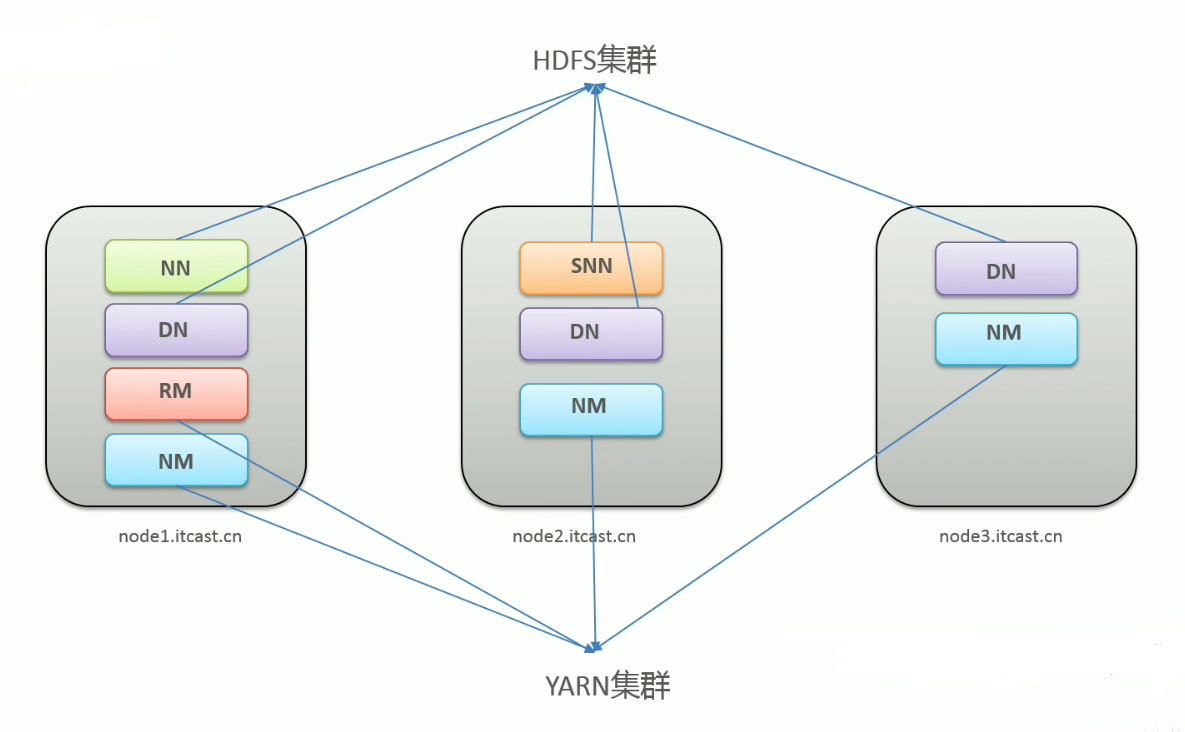 HDFS集群
NN
DN
RM
NM
node1.itcast.cn
SNN
DN
NM
node2.itcast.cn
DN
NM
node3.itcast.cn
YARN集群